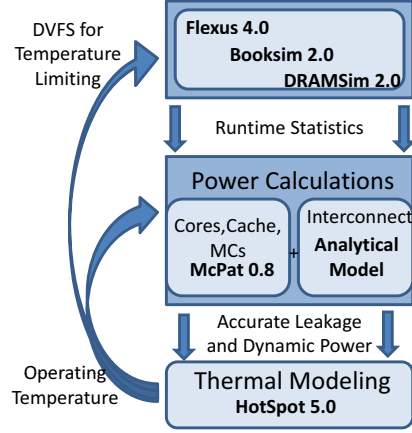 DVFS for
Temperature
Limiting
Flexus 4.0
Booksim 2.0
DRAMSim 2.0
Runtime Statistics
Power Calculations
Cores,Cache,
MCs
McPat 0.8
+
Interconnect
Analytical
Model
Accurate Leakage
and Dynamic Power
Operating
Temperature
Thermal Modeling
HotSpot 5.0